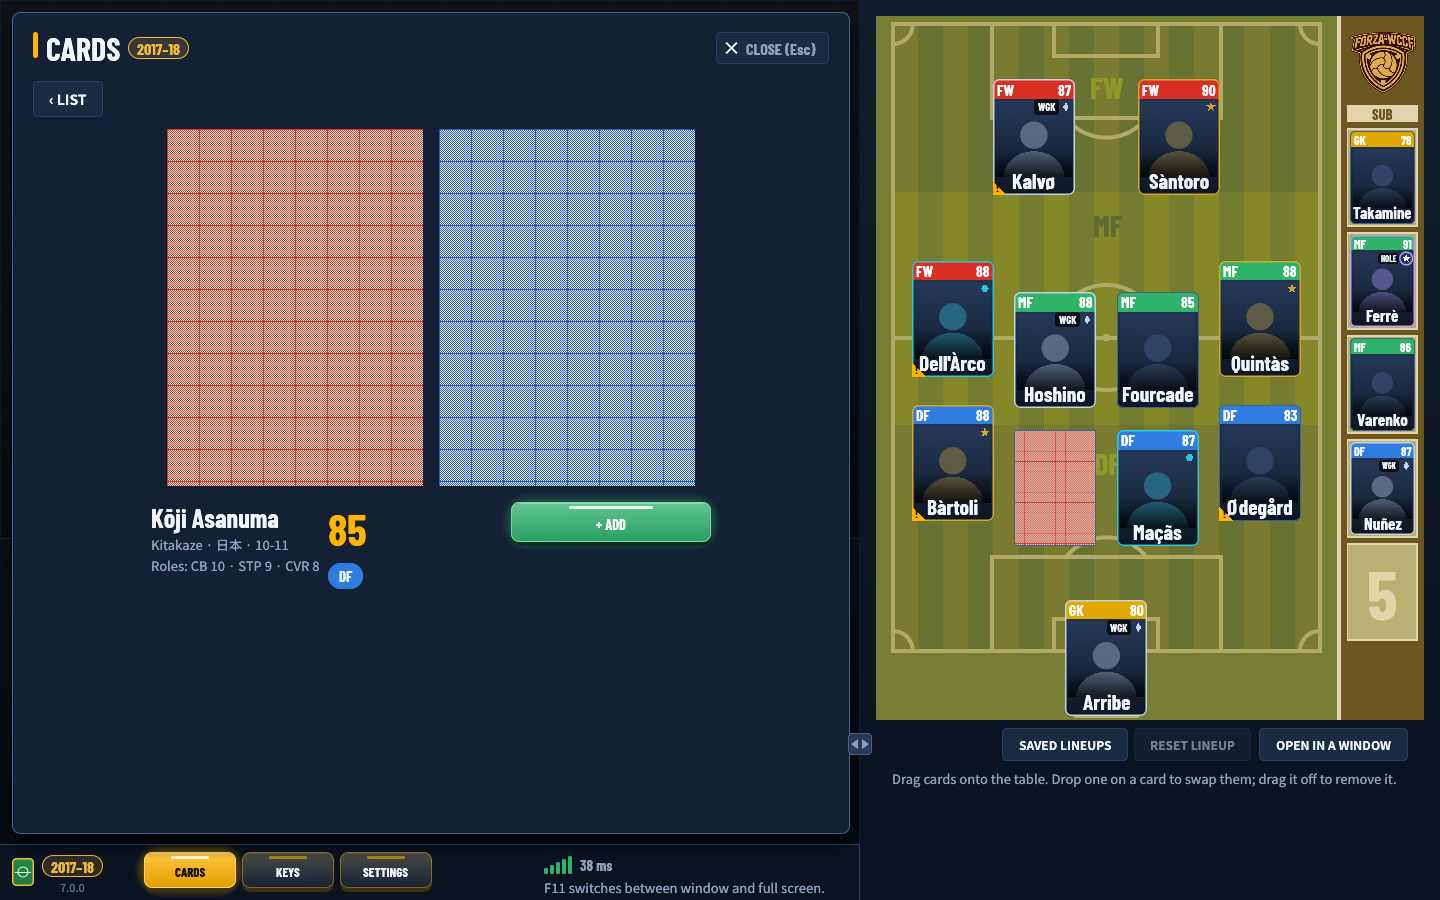 CARDS 2017-18
CLOSE (Esc)
‹ LIST
Kōji Asanuma
85
Kitakaze · 日本 · 10-11
Roles: CB 10 · STP 9 · CVR 8
DF
+ ADD
2017-18
7.0.0
CARDS
KEYS
SETTINGS
38 ms
F11 switches between window and full screen.
FW
FW 87
WGK
Kalvø
FW 90
Sàntoro
MF
FW 88
Dell'Àrco
MF 88
WGK
Hoshino
MF 85
Fourcade
MF 88
Quintàs
DF
DF 88
Bàrtoli
DF 87
Maçãs
DF 83
Ødegård
GK 80
WGK
Arribe
FORZA-WCCF
SUB
GK 78
Takamine
MF 91
HOLE
Ferrè
MF 86
Varenko
DF 87
WGK
Nuñez
5
SAVED LINEUPS
RESET LINEUP
OPEN IN A WINDOW
Drag cards onto the table. Drop one on a card to swap them; drag it off to remove it.